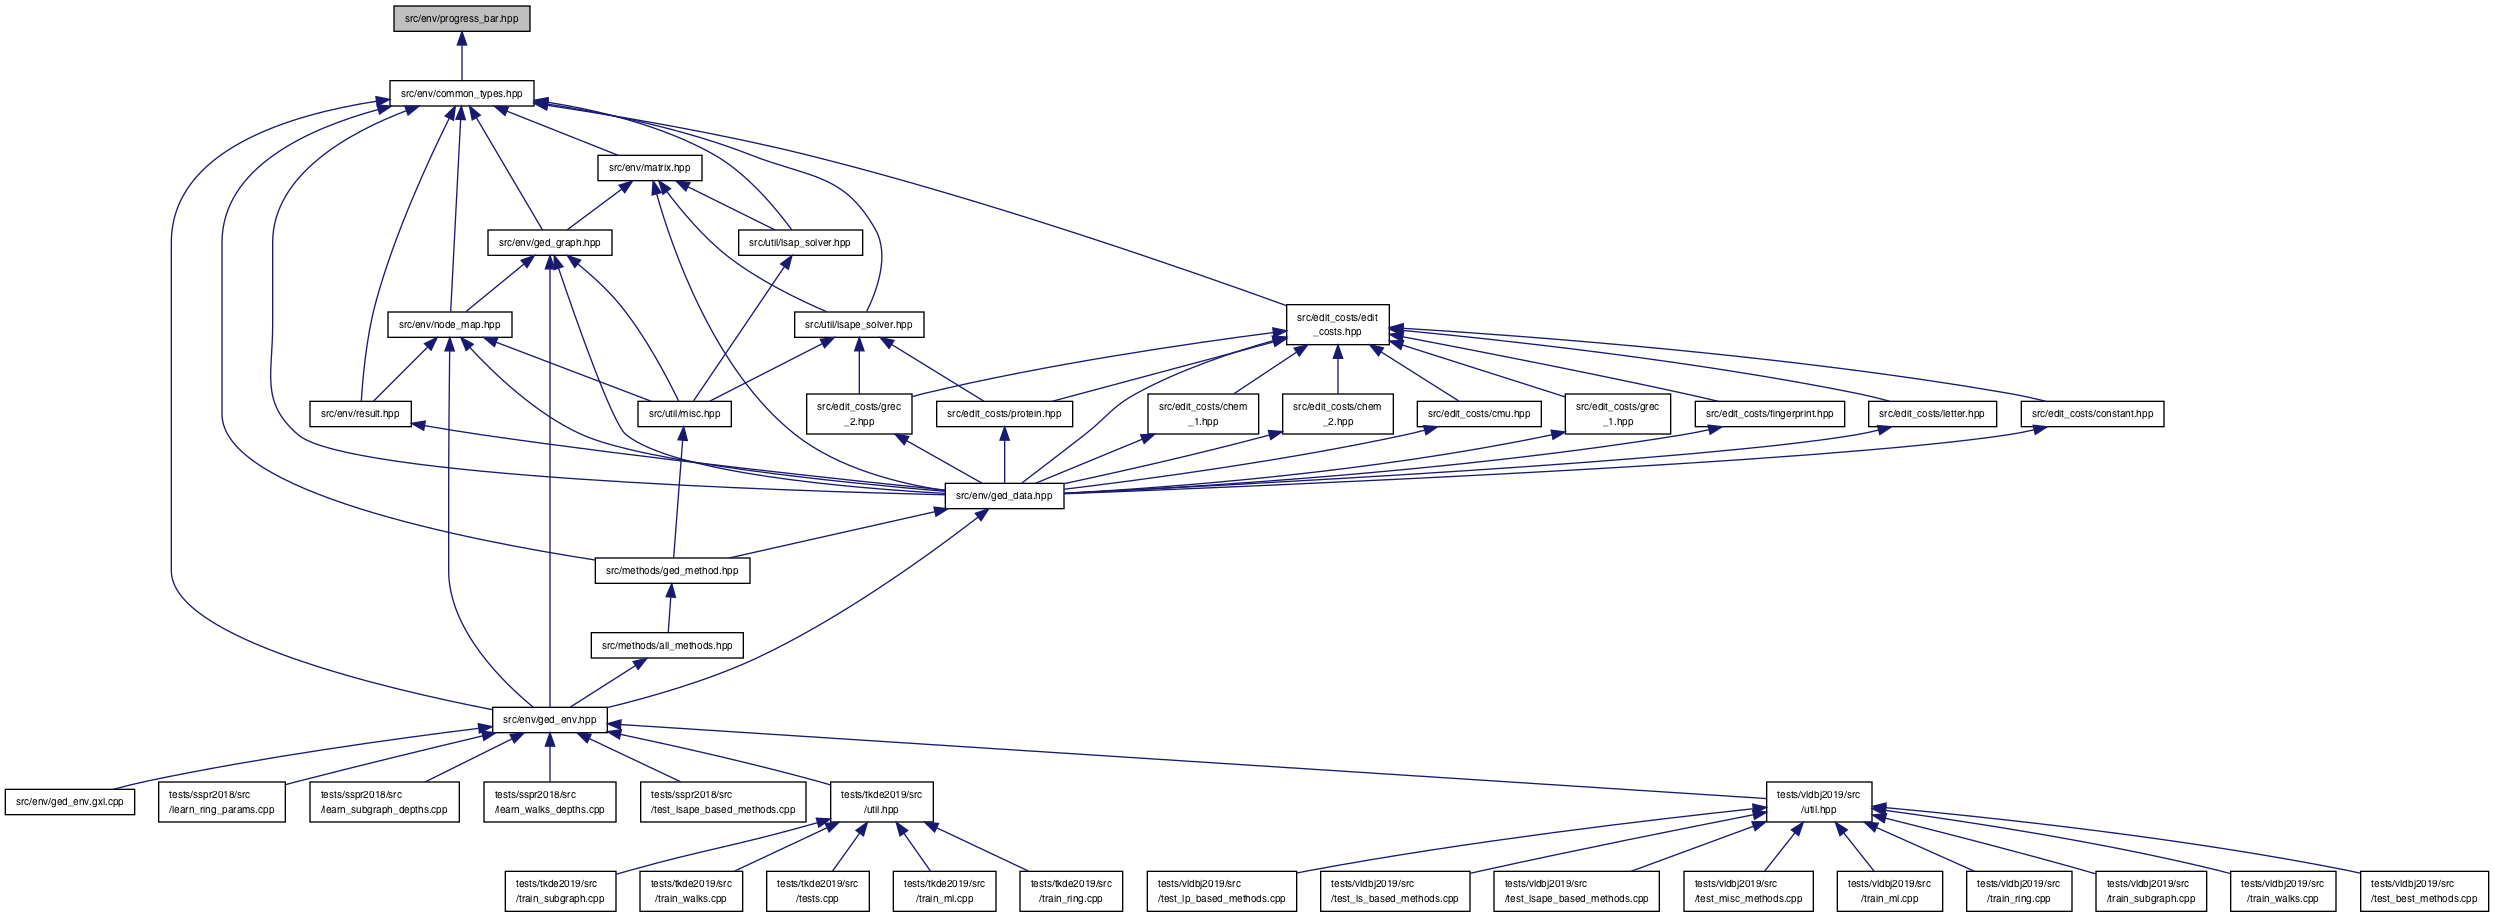 src/env/progress_bar.hpp
src/env/common_types.hpp
src/env/matrix.hpp
src/env/ged_graph.hpp
src/util/lsap_solver.hpp
src/env/node_map.hpp
src/util/lsape_solver.hpp
src/edit_costs/edit
_costs.hpp
src/env/result.hpp
src/util/misc.hpp
src/edit_costs/grec
_2.hpp
src/edit_costs/protein.hpp
src/edit_costs/chem
_1.hpp
src/edit_costs/chem
_2.hpp
src/edit_costs/cmu.hpp
src/edit_costs/grec
_1.hpp
src/edit_costs/fingerprint.hpp
src/edit_costs/letter.hpp
src/edit_costs/constant.hpp
src/env/ged_data.hpp
src/methods/ged_method.hpp
src/methods/all_methods.hpp
src/env/ged_env.hpp
src/env/ged_env.gxl.cpp
tests/sspr2018/src
/learn_ring_params.cpp
tests/sspr2018/src
/learn_subgraph_depths.cpp
tests/sspr2018/src
/learn_walks_depths.cpp
tests/sspr2018/src
/test_lsape_based_methods.cpp
tests/tkde2019/src
/util.hpp
tests/vldbj2019/src
/util.hpp
tests/tkde2019/src
/train_subgraph.cpp
tests/tkde2019/src
/train_walks.cpp
tests/tkde2019/src
/tests.cpp
tests/tkde2019/src
/train_ml.cpp
tests/tkde2019/src
/train_ring.cpp
tests/vldbj2019/src
/test_lp_based_methods.cpp
tests/vldbj2019/src
/test_ls_based_methods.cpp
tests/vldbj2019/src
/test_lsape_based_methods.cpp
tests/vldbj2019/src
/test_misc_methods.cpp
tests/vldbj2019/src
/train_ml.cpp
tests/vldbj2019/src
/train_ring.cpp
tests/vldbj2019/src
/train_subgraph.cpp
tests/vldbj2019/src
/train_walks.cpp
tests/vldbj2019/src
/test_best_methods.cpp